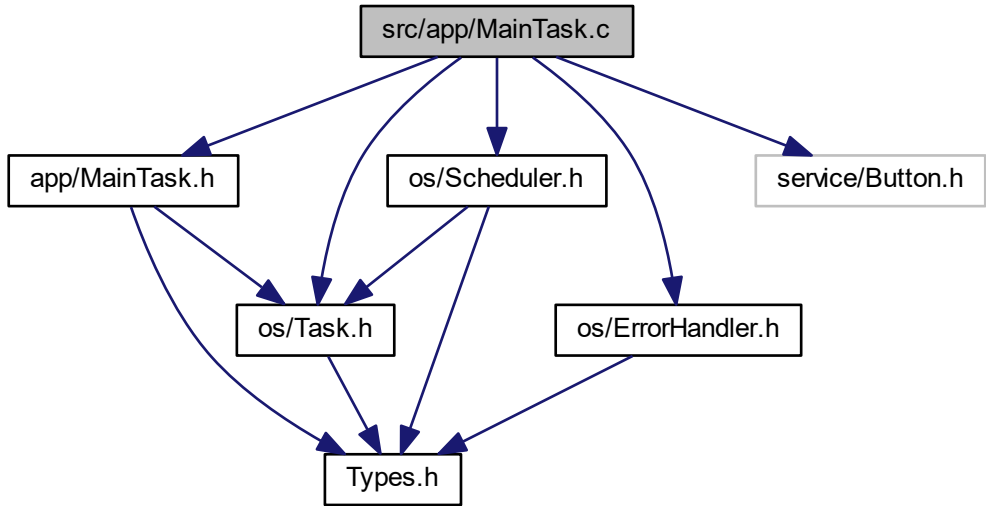 src/app/MainTask.c
app/MainTask.h
os/Scheduler.h
service/Button.h
os/Task.h
os/ErrorHandler.h
Types.h